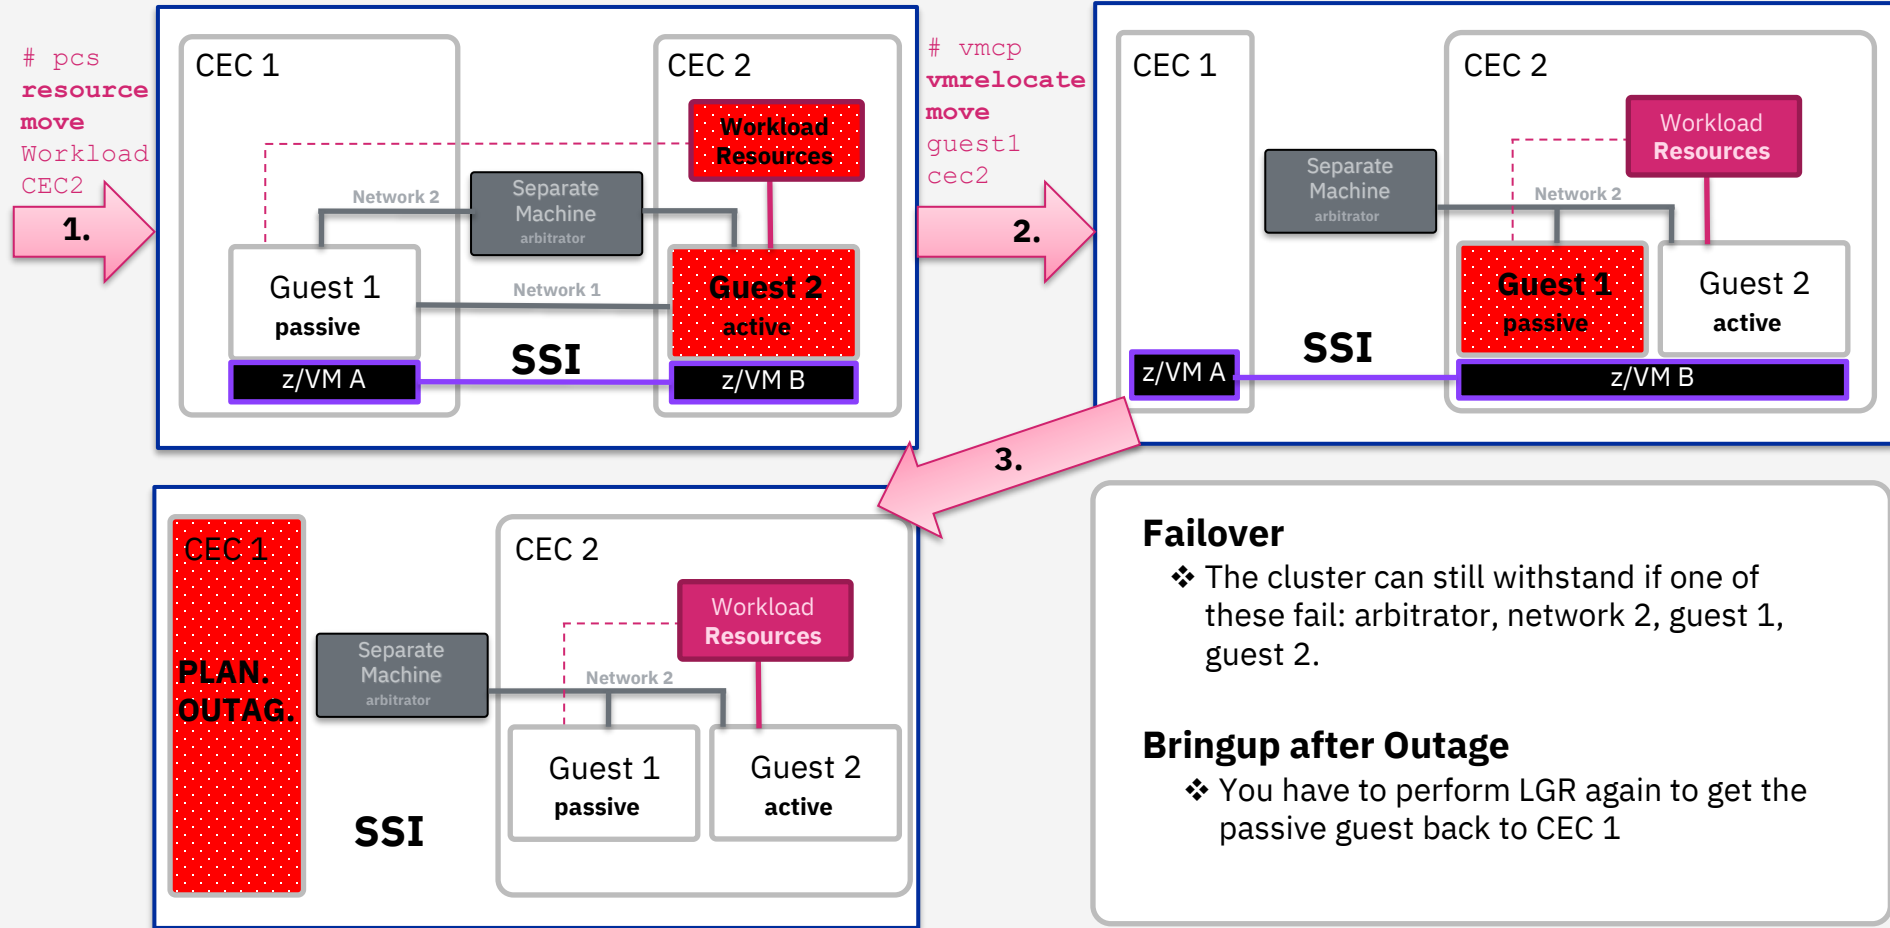 # pcs
resource
move
Workload
CEC2
1.
CEC 1
CEC 2
Workload
Resources
Network 2
Separate
Machine
arbitrator
Guest 1
passive
Network 1
Guest 2
active
SSI
z/VM A
z/VM B
# vmcp
vmrelocate
move
guest1
cec2
2.
CEC 1
CEC 2
Workload
Resources
Separate
Machine
arbitrator
Network 2
Guest 1
passive
Guest 2
active
SSI
z/VM A
z/VM B
3.
CEC 1
PLAN.
OUTAG.
CEC 2
Workload
Resources
Separate
Machine
arbitrator
Network 2
Guest 1
passive
Guest 2
active
SSI
Failover
❖ The cluster can still withstand if one of
these fail: arbitrator, network 2, guest 1,
guest 2.
Bringup after Outage
❖ You have to perform LGR again to get the
passive guest back to CEC 1